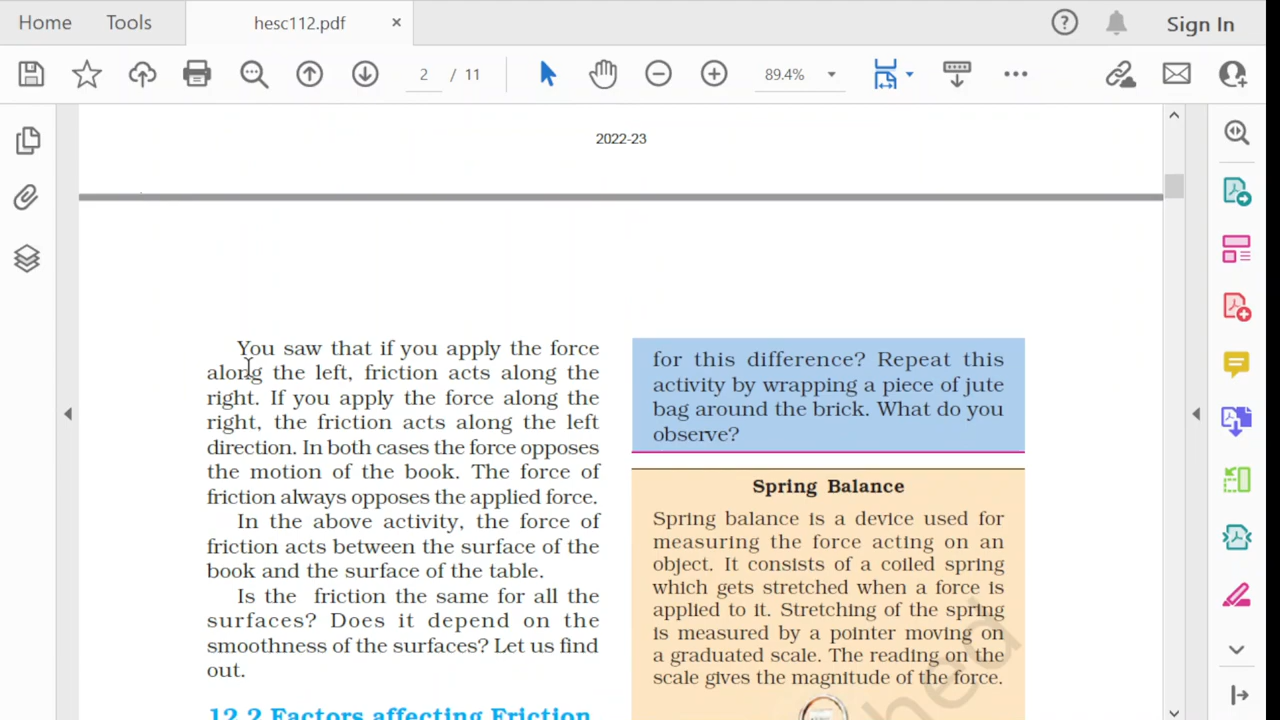 Home
Tools
hesc112.pdf
×
Sign In
2 / 11
89.4%
2022-23
You saw that if you apply the force
along the left, friction acts along the
right. If you apply the force along the
right, the friction acts along the left
direction. In both cases the force opposes
the motion of the book. The force of
friction always opposes the applied force.
In the above activity, the force of
friction acts between the surface of the
book and the surface of the table.
Is the friction the same for all the
surfaces? Does it depend on the
smoothness of the surfaces? Let us find
out.
12.2 Factors affecting Friction
for this difference? Repeat this
activity by wrapping a piece of jute
bag around the brick. What do you
observe?
Spring Balance
Spring balance is a device used for
measuring the force acting on an
object. It consists of a coiled spring
which gets stretched when a force is
applied to it. Stretching of the spring
is measured by a pointer moving on
a graduated scale. The reading on the
scale gives the magnitude of the force.
hed